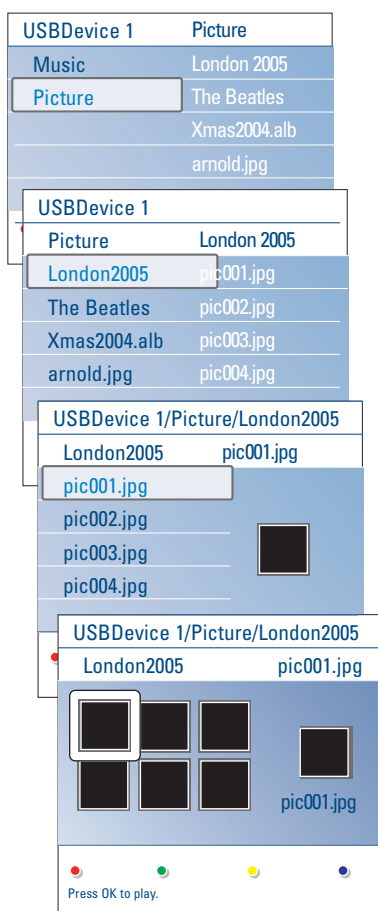 USBDevice 1 Picture
Music London 2005
Picture The Beatles
Xmas2004.alb
arnold.jpg
USBDevice 1
Picture London 2005
London2005 pic001.jpg
The Beatles pic002.jpg
Xmas2004.alb pic003.jpg
arnold.jpg pic004.jpg
USBDevice 1/Picture/London2005
London2005 pic001.jpg
pic001.jpg
pic002.jpg
pic003.jpg
pic004.jpg
USBDevice 1/Picture/London2005
London2005 pic001.jpg
pic001.jpg
Press OK to play.